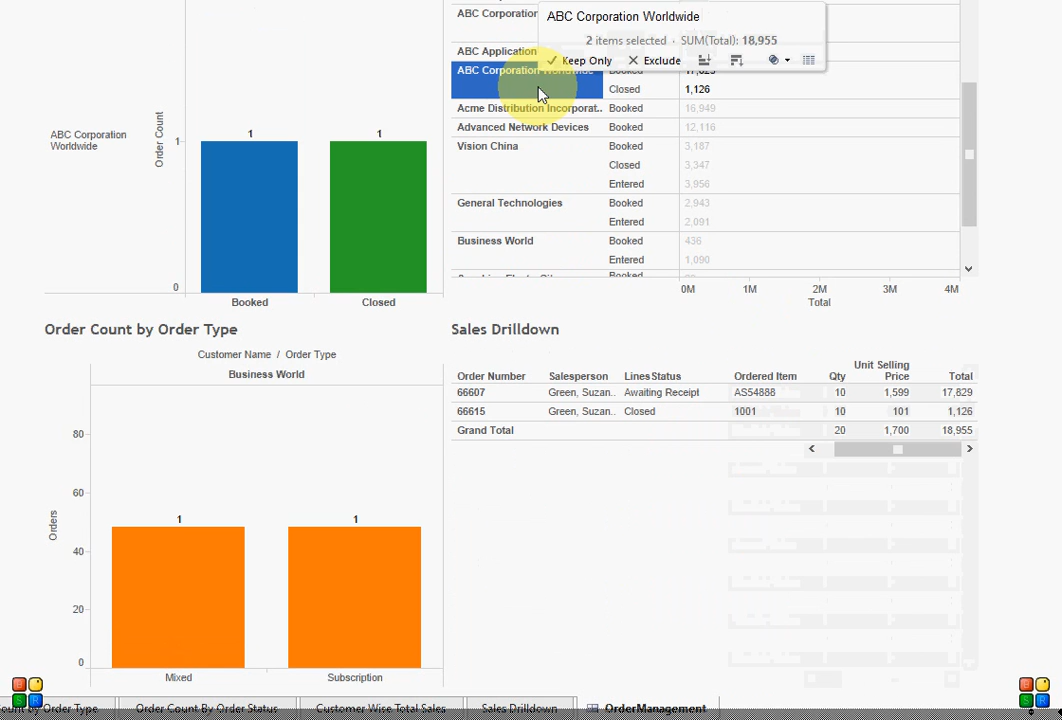 ABC Corporation
ABC Corporation Worldwide
2 items selected · SUM(Total): 18,955
Keep Only
Exclude
ABC Application
ABC Corporation Worldwide
Booked
Closed 1,126
Acme Distribution Incorporat.. Booked 16,949
Advanced Network Devices Booked 12,116
Vision China Booked 3,187
Closed 3,347
Entered 3,956
General Technologies Booked 2,943
Entered 2,091
Business World Booked 436
Entered 1,090
Booked
0M 1M 2M 3M 4M
Total
ABC Corporation
Worldwide
Order Count
1
0
1 1
Booked Closed
Order Count by Order Type
Customer Name / Order Type
Business World
Orders
80
60
40
20
0
1 1
Mixed Subscription
Sales Drilldown
Order Number Salesperson LinesStatus Ordered Item Qty Unit Selling Price Total
66607 Green, Suzan.. Awaiting Receipt AS54888 10 1,599 17,829
66615 Green, Suzan.. Closed 1001 10 101 1,126
Grand Total 20 1,700 18,955
B S R
Count by Order Type Order Count By Order Status Customer Wise Total Sales Sales Drilldown OrderManagement
B S R